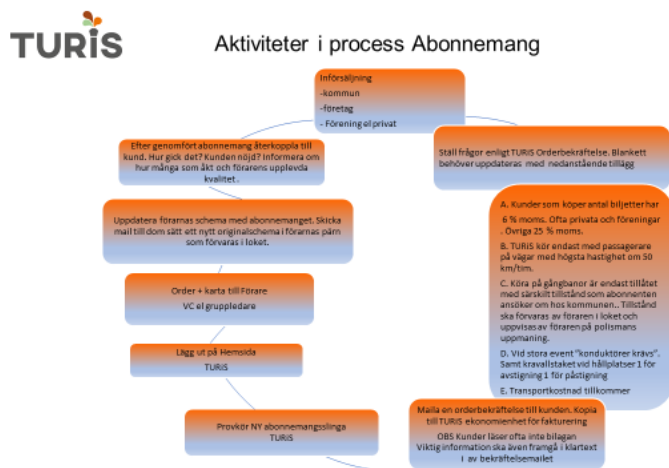 TURiS
Aktiviteter i process Abonnemang
Införsäljning
-kommun
-företag
- Förening el privat
Ställ frågor enligt TURiS Orderbekräftelse. Blankett
behöver uppdateras med nedanstående tillägg
A. Kunder som köper antal biljetter har
6 % moms. Ofta privata och föreningar
. Övriga 25 % moms.
B. TURiS kör endast med passagerare
på vägar med högsta hastighet om 50
km/tim.
C. Köra på gångbanor är endast tillåtet
med särskilt tillstånd som abonnenten
ansöker om hos kommunen.. Tillstånd
ska förvaras av föraren i loket och
uppvisas av föraren på polismans
uppmaning.
D. Vid stora event "konduktörer krävs".
Samt kravallstaket vid hållplatser 1 för
avstigning 1 för påstigning
E. Transportkostnad tillkommer
Maila en orderbekräftelse till kunden. Kopia
till TURiS ekonomienhet för fakturering
OBS Kunder läser ofta inte bilagan
Viktig information ska även framgå i klartext
i av bekräftelsemailet
Provkör NY abonnemangsslinga
TURiS
Lägg ut på Hemsida
TURiS
Order + karta till Förare
VC el gruppledare
Uppdatera förarnas schema med abonnemanget. Skicka
mail till dom sätt ett nytt originalschema i förarnas pärn
som förvaras i loket.
Efter genomfört abonnemang återkoppla till
kund. Hur gick det? Kunden nöjd? Informera om
hur många som åkt och förarens upplevda
kvalitet .